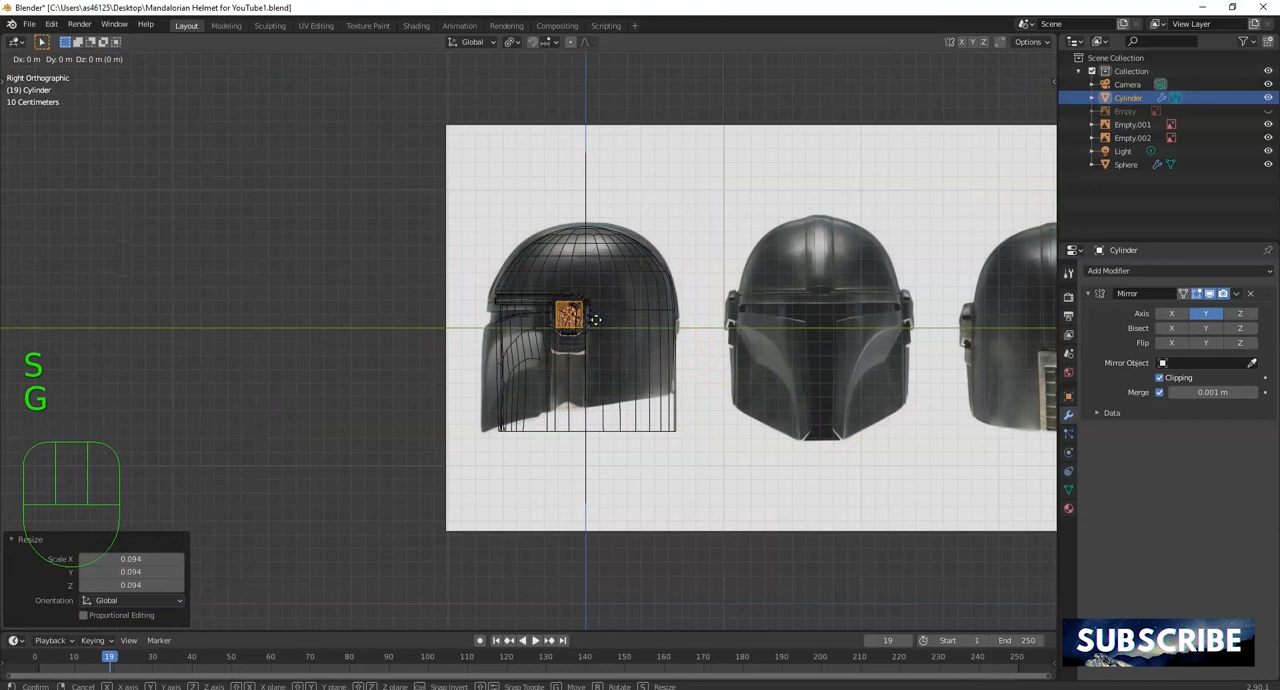 Blender* [C:\Users\as46125\Desktop\Mandalorian Helmet for YouTube1.blend]
File Edit Render Window Help Layout Modeling Sculpting UV Editing Texture Paint Shading Animation Rendering Compositing Scripting + Scene View Layer
Global X Y Z Options
Dx: 0 m Dy: 0 m Dz: 0 m (0 m)
Right Orthographic
(19) Cylinder
10 Centimeters
Scene Collection
Collection
Camera
Cylinder
Empty
Empty.001
Empty.002
Light
Sphere
Cylinder
Add Modifier
Mirror
Axis X Y Z
Bisect X Y Z
Flip X Y Z
Mirror Object
Clipping
Merge 0.001 m
Data
S
G
Resize
Scale X 0.094
Y 0.094
Z 0.094
Orientation Global
Proportional Editing
SUBSCRIBE
Playback Keying View Marker 19 Start 1 End 250
0 10 19 30 40 50 60 70 80 90 100 110 120 130 140 150 160 170 180 190 200 210 220 230 240 250
Confirm Cancel X X axis Y Y axis Z Z axis X X plane Y Y plane Z Z plane Snap Invert Snap Toggle G Move R Rotate S Resize 2.90.1